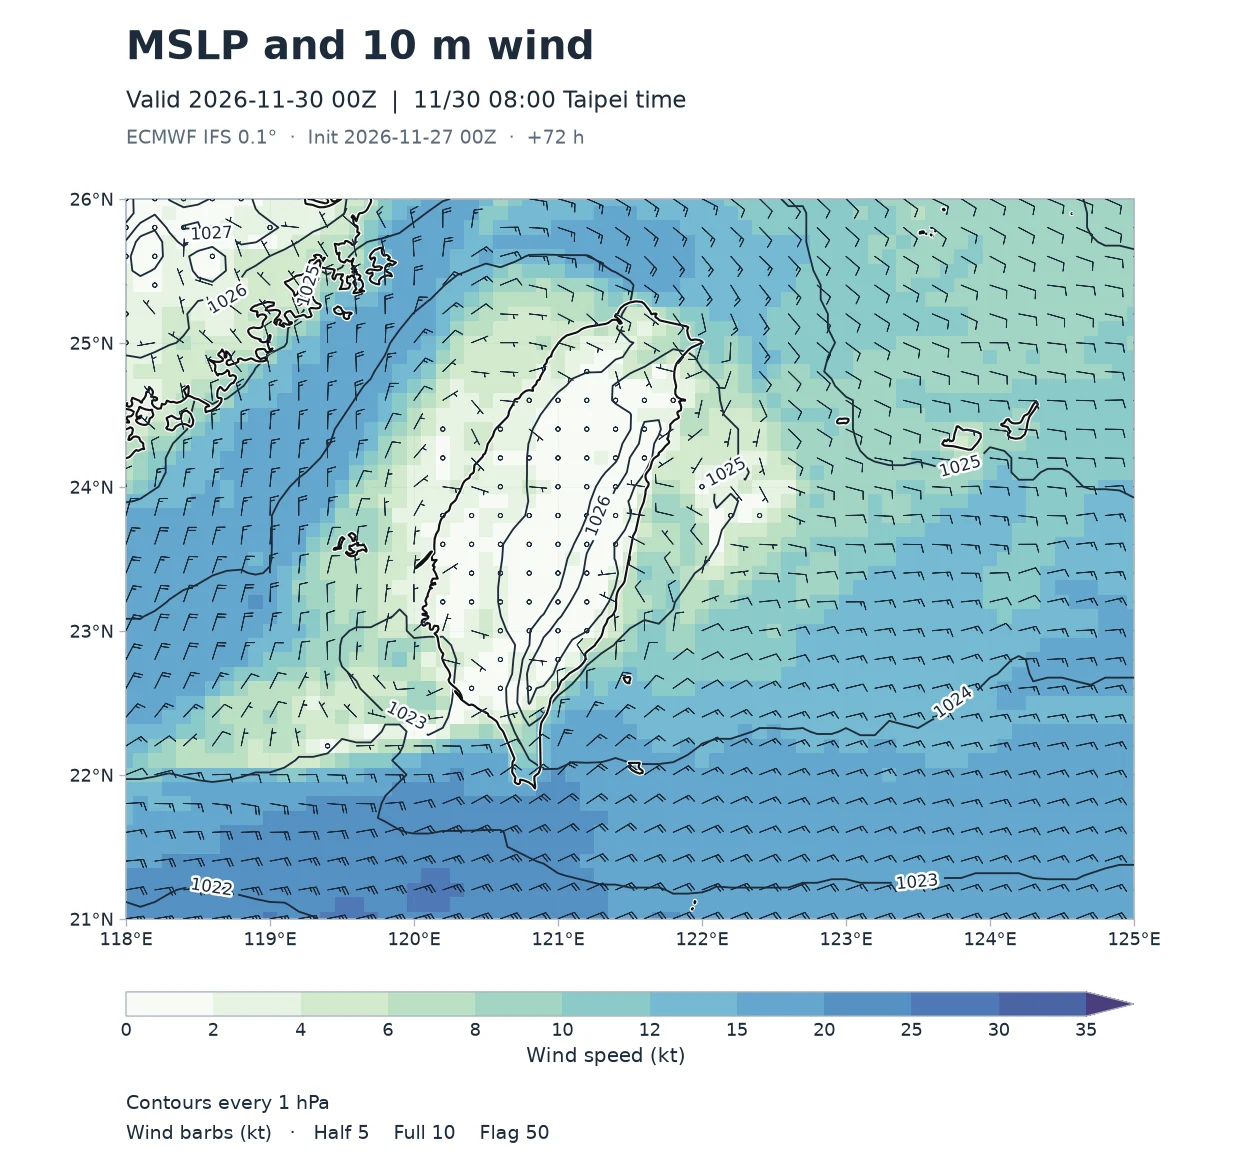 MSLP and 10 m wind
Valid 2026-11-30 00Z | 11/30 08:00 Taipei time
ECMWF IFS 0.1° · Init 2026-11-27 00Z · +72 h
26°N
1027
1026
1025
25°N
1025
1025
24°N
1026
23°N
1023
1024
22°N
1022
1023
21°N
118°E 119°E 120°E 121°E 122°E 123°E 124°E 125°E
0 2 4 6 8 10 12 15 20 25 30 35
Wind speed (kt)
Contours every 1 hPa
Wind barbs (kt) · Half 5 Full 10 Flag 50